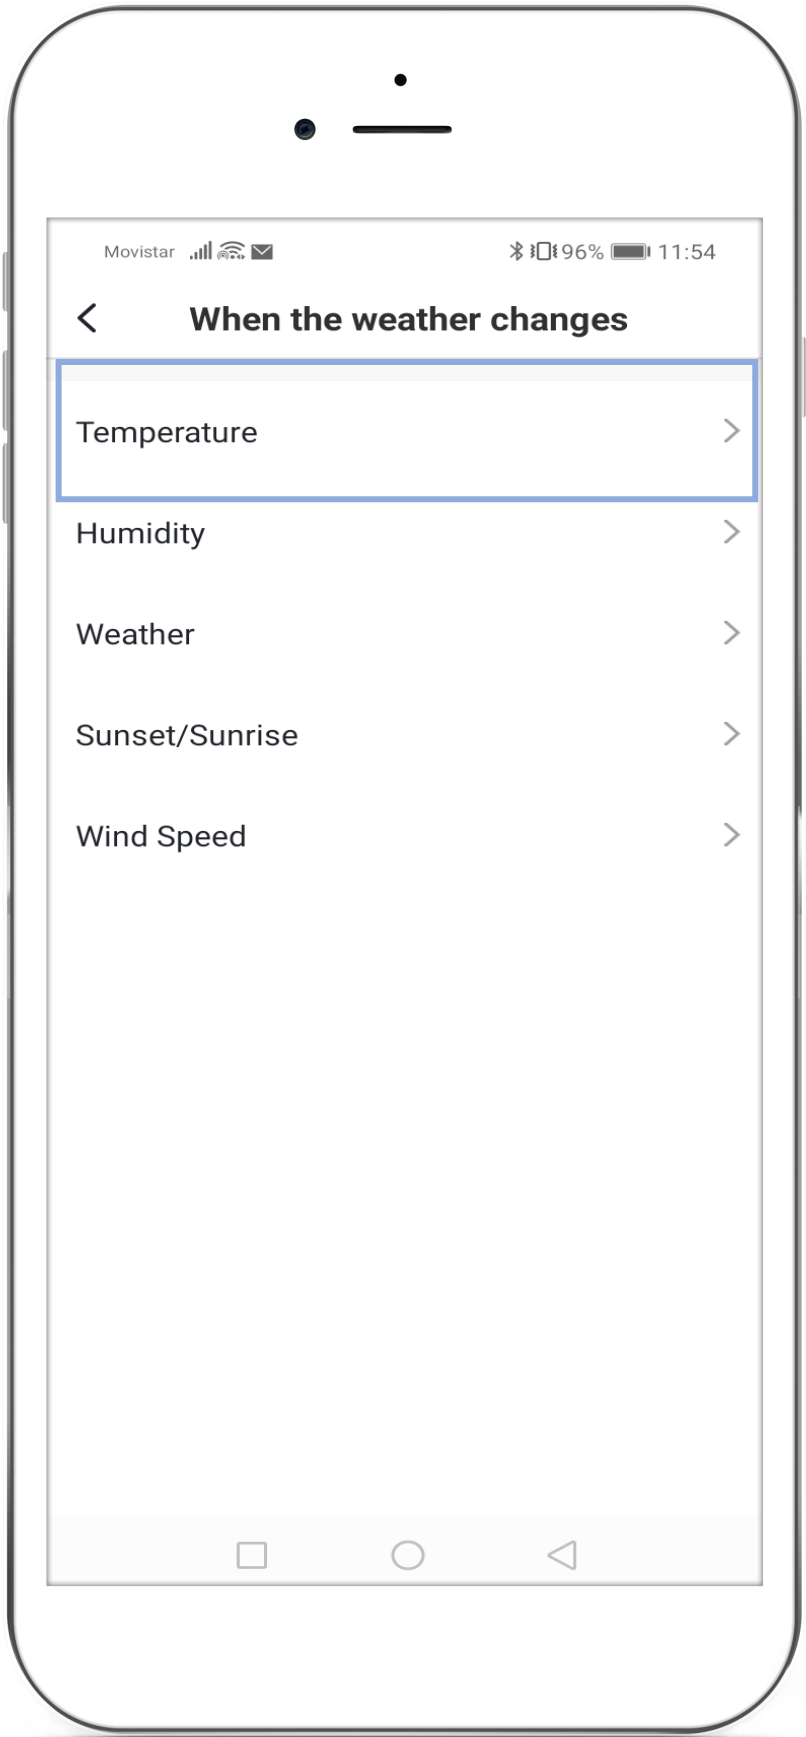 Movistar 96% 11:54
When the weather changes
Temperature
Humidity
Weather
Sunset/Sunrise
Wind Speed